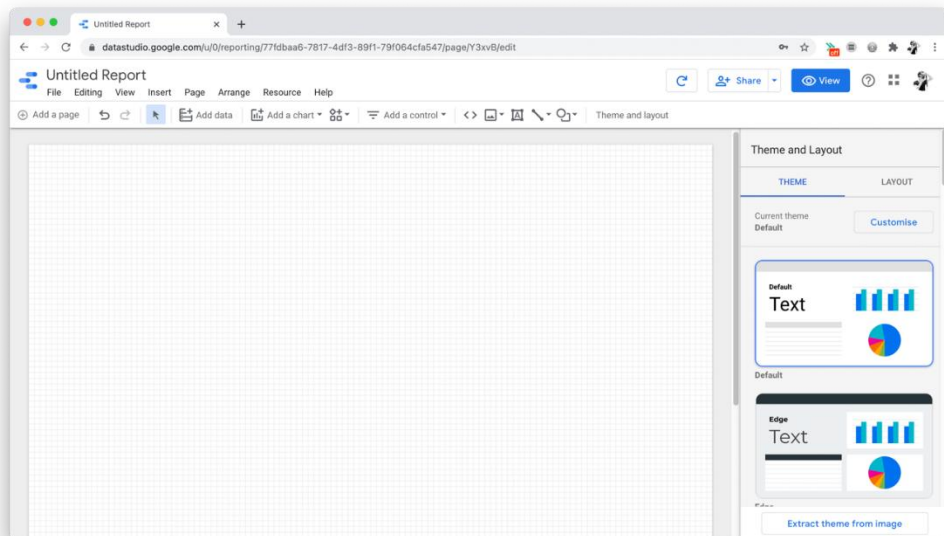 Untitled Report
datastudio.google.com/u/0/reporting/77fdbaa6-7817-4df3-89f1-79f064cfa547/page/Y3xvB/edit
off
Untitled Report
File Editing View Insert Page Arrange Resource Help
Share View
Add a page Add data Add a chart Add a control Theme and layout
Theme and Layout
THEME LAYOUT
Current theme
Default
Customise
Default
Text
Default
Edge
Text
Edge
Extract theme from image